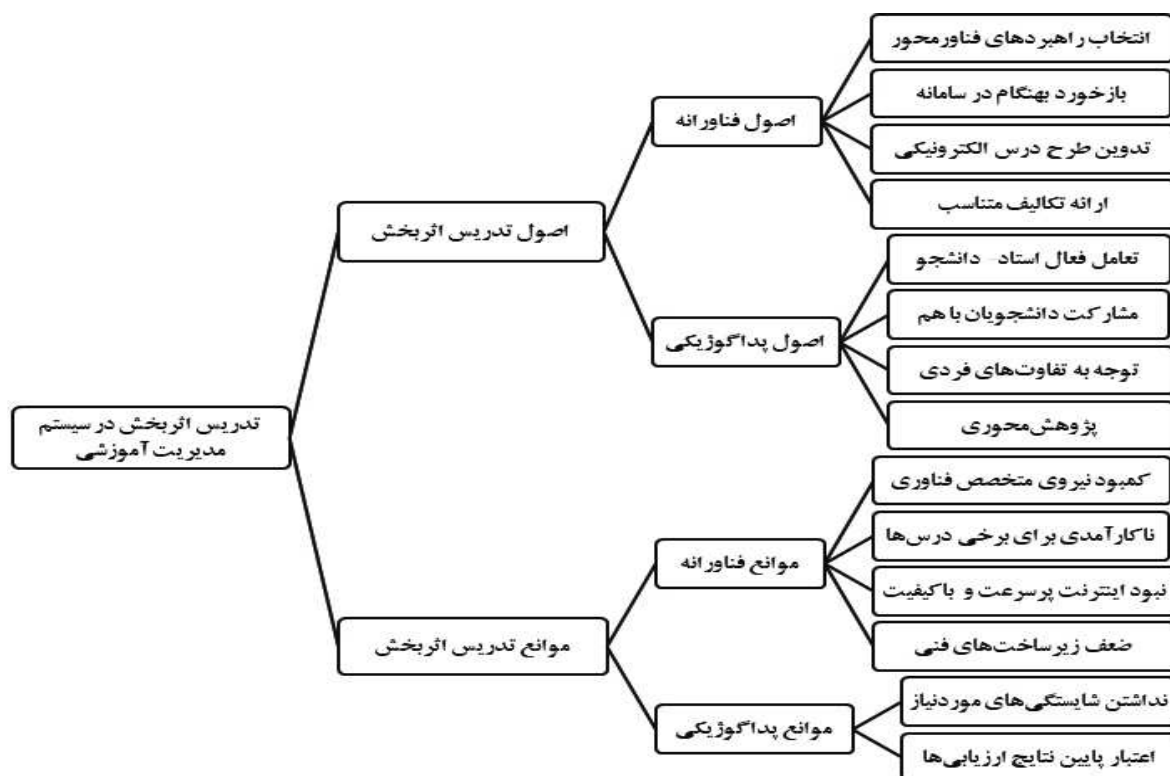 انتخاب راهبردهای فناورمحور
بازخورد بهنگام در سامانه
اصول فناورانه
تدوین طرح درس الکترونیکی
ارائه تکالیف متناسب
اصول تدریس اثربخش
تعامل فعال استاد- دانشجو
مشارکت دانشجویان باهم
اصول پداگوژیکی
توجه به تفاوت‌های فردی
پژوهش‌محوری
تدریس اثربخش در سیستم
مدیریت آموزشی
کمبود نیروی متخصص فناوری
ناکارآمدی برای برخی درس‌ها
موانع فناورانه
نبود اینترنت پرسرعت و باکیفیت
ضعف زیرساخت‌های فنی
موانع تدریس اثربخش
نداشتن شایستگی‌های موردنیاز
موانع پداگوژیکی
اعتبار پایین نتایج ارزیابی‌ها